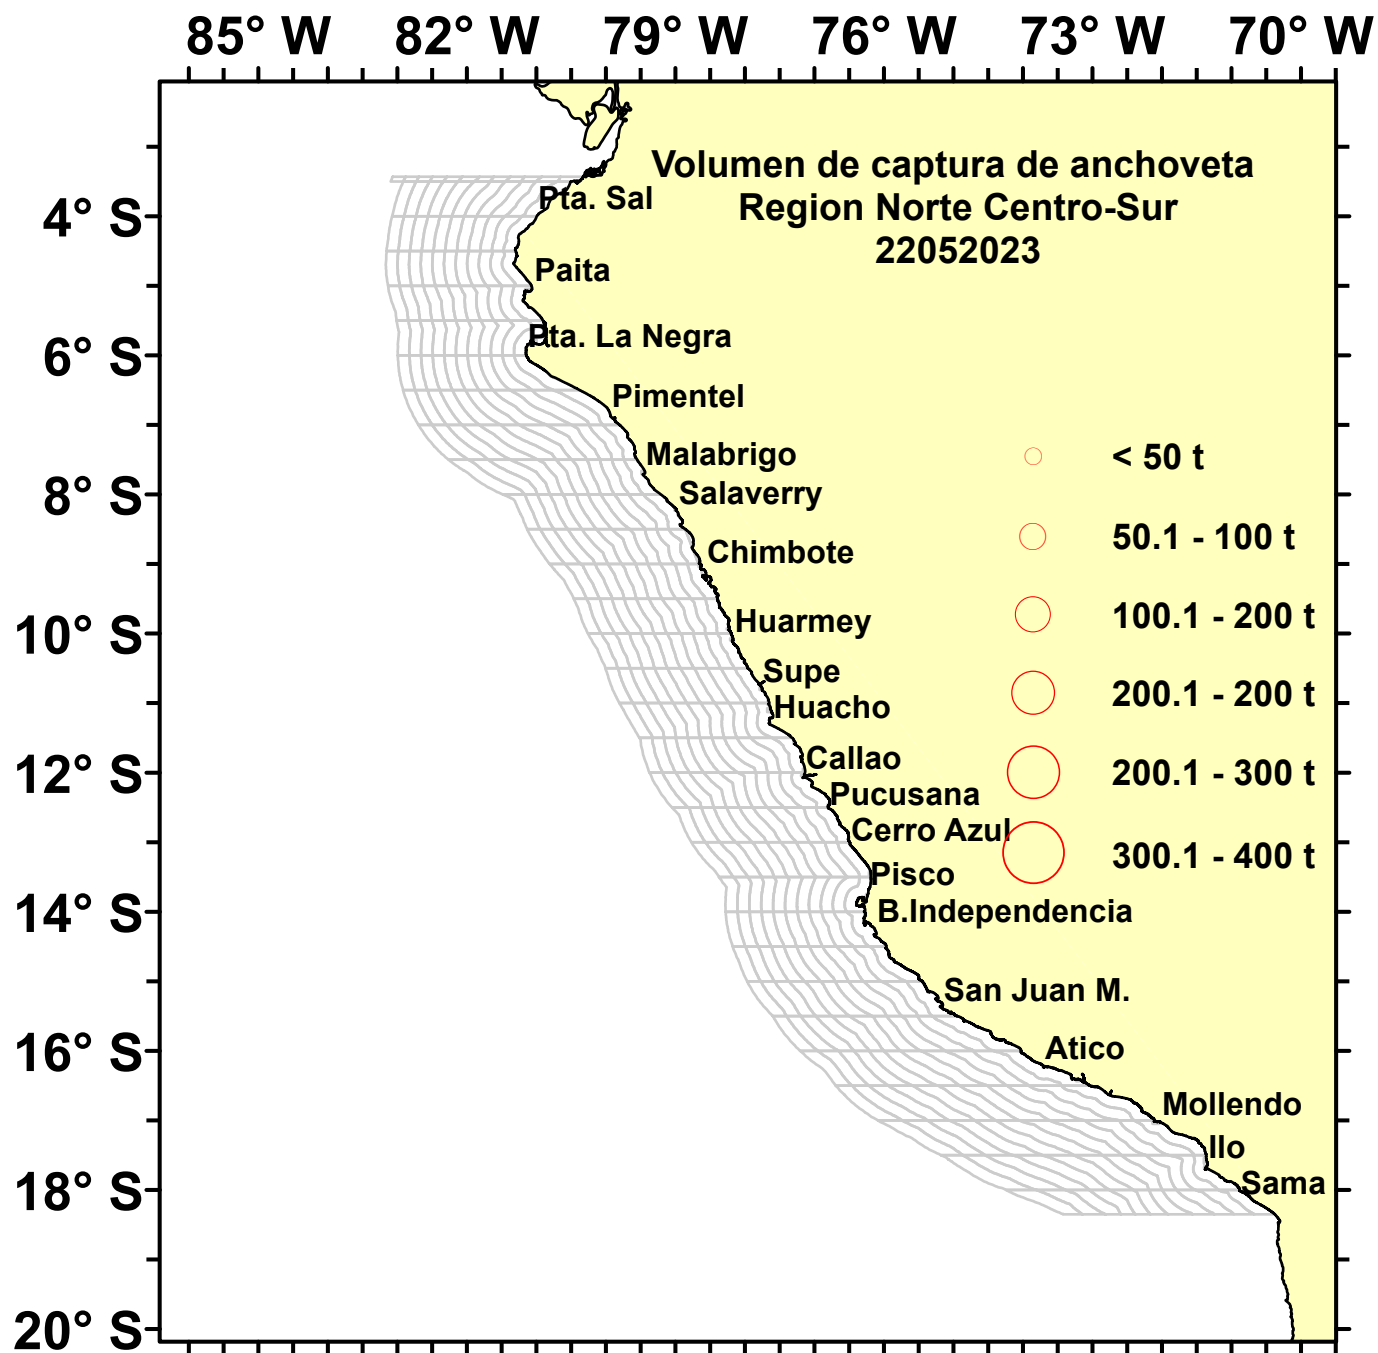 85° W 82° W 79° W 76° W 73° W 70° W
Volumen de captura de anchoveta
Region Norte Centro-Sur
22052023
4° S
6° S
8° S
10° S
12° S
14° S
16° S
18° S
20° S
Pta. Sal
Paita
Pta. La Negra
Pimentel
Malabrigo
Salaverry
Chimbote
Huarmey
Supe
Huacho
Callao
Pucusana
Cerro Azul
Pisco
B.Independencia
San Juan M.
Atico
Mollendo
Ilo
Sama
< 50 t
50.1 - 100 t
100.1 - 200 t
200.1 - 200 t
200.1 - 300 t
300.1 - 400 t